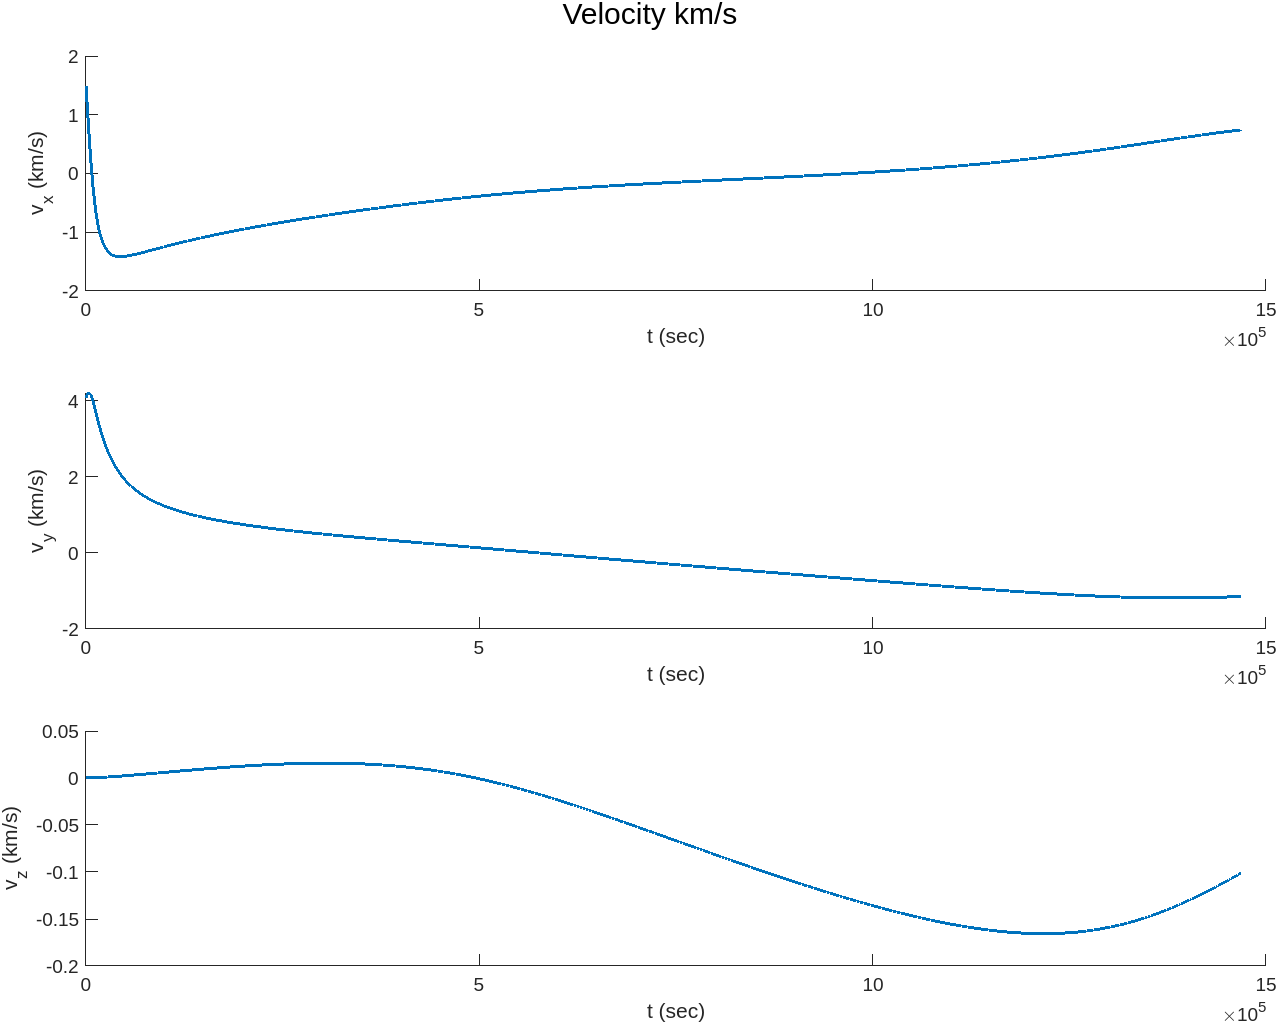 Velocity km/s
2
1
0
-1
-2
v_x (km/s)
0 5 10 15
t (sec)
×10^5
4
2
0
-2
v_y (km/s)
0 5 10 15
t (sec)
×10^5
0.05
0
-0.05
-0.1
-0.15
-0.2
v_z (km/s)
0 5 10 15
t (sec)
×10^5